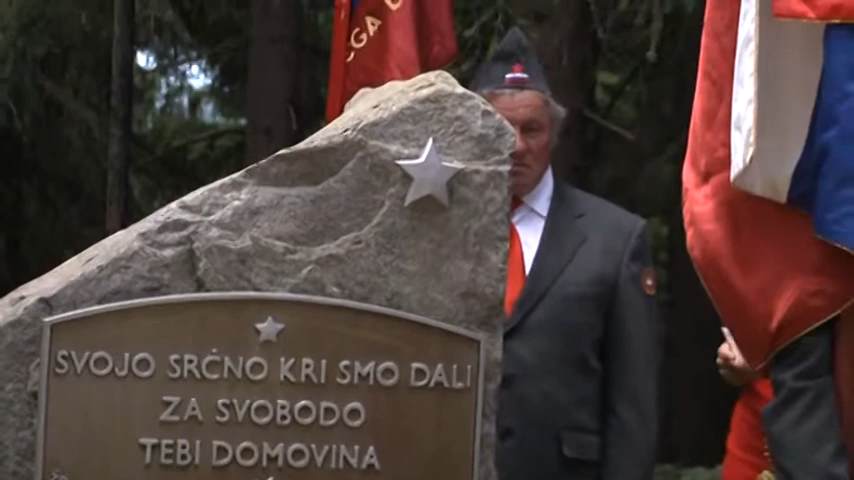 SVOJO SRČNO KRI SMO DALI
ZA SVOBODO
TEBI DOMOVINA!